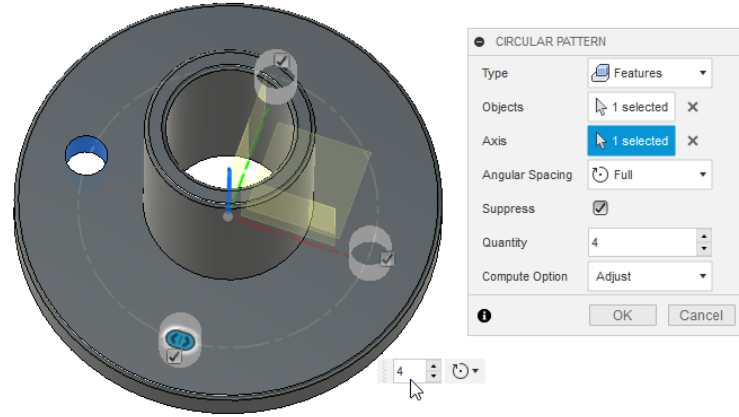 CIRCULAR PATTERN
Type Features
Objects 1 selected
Axis 1 selected
Angular Spacing Full
Suppress
Quantity 4
Compute Option Adjust
OK Cancel
4